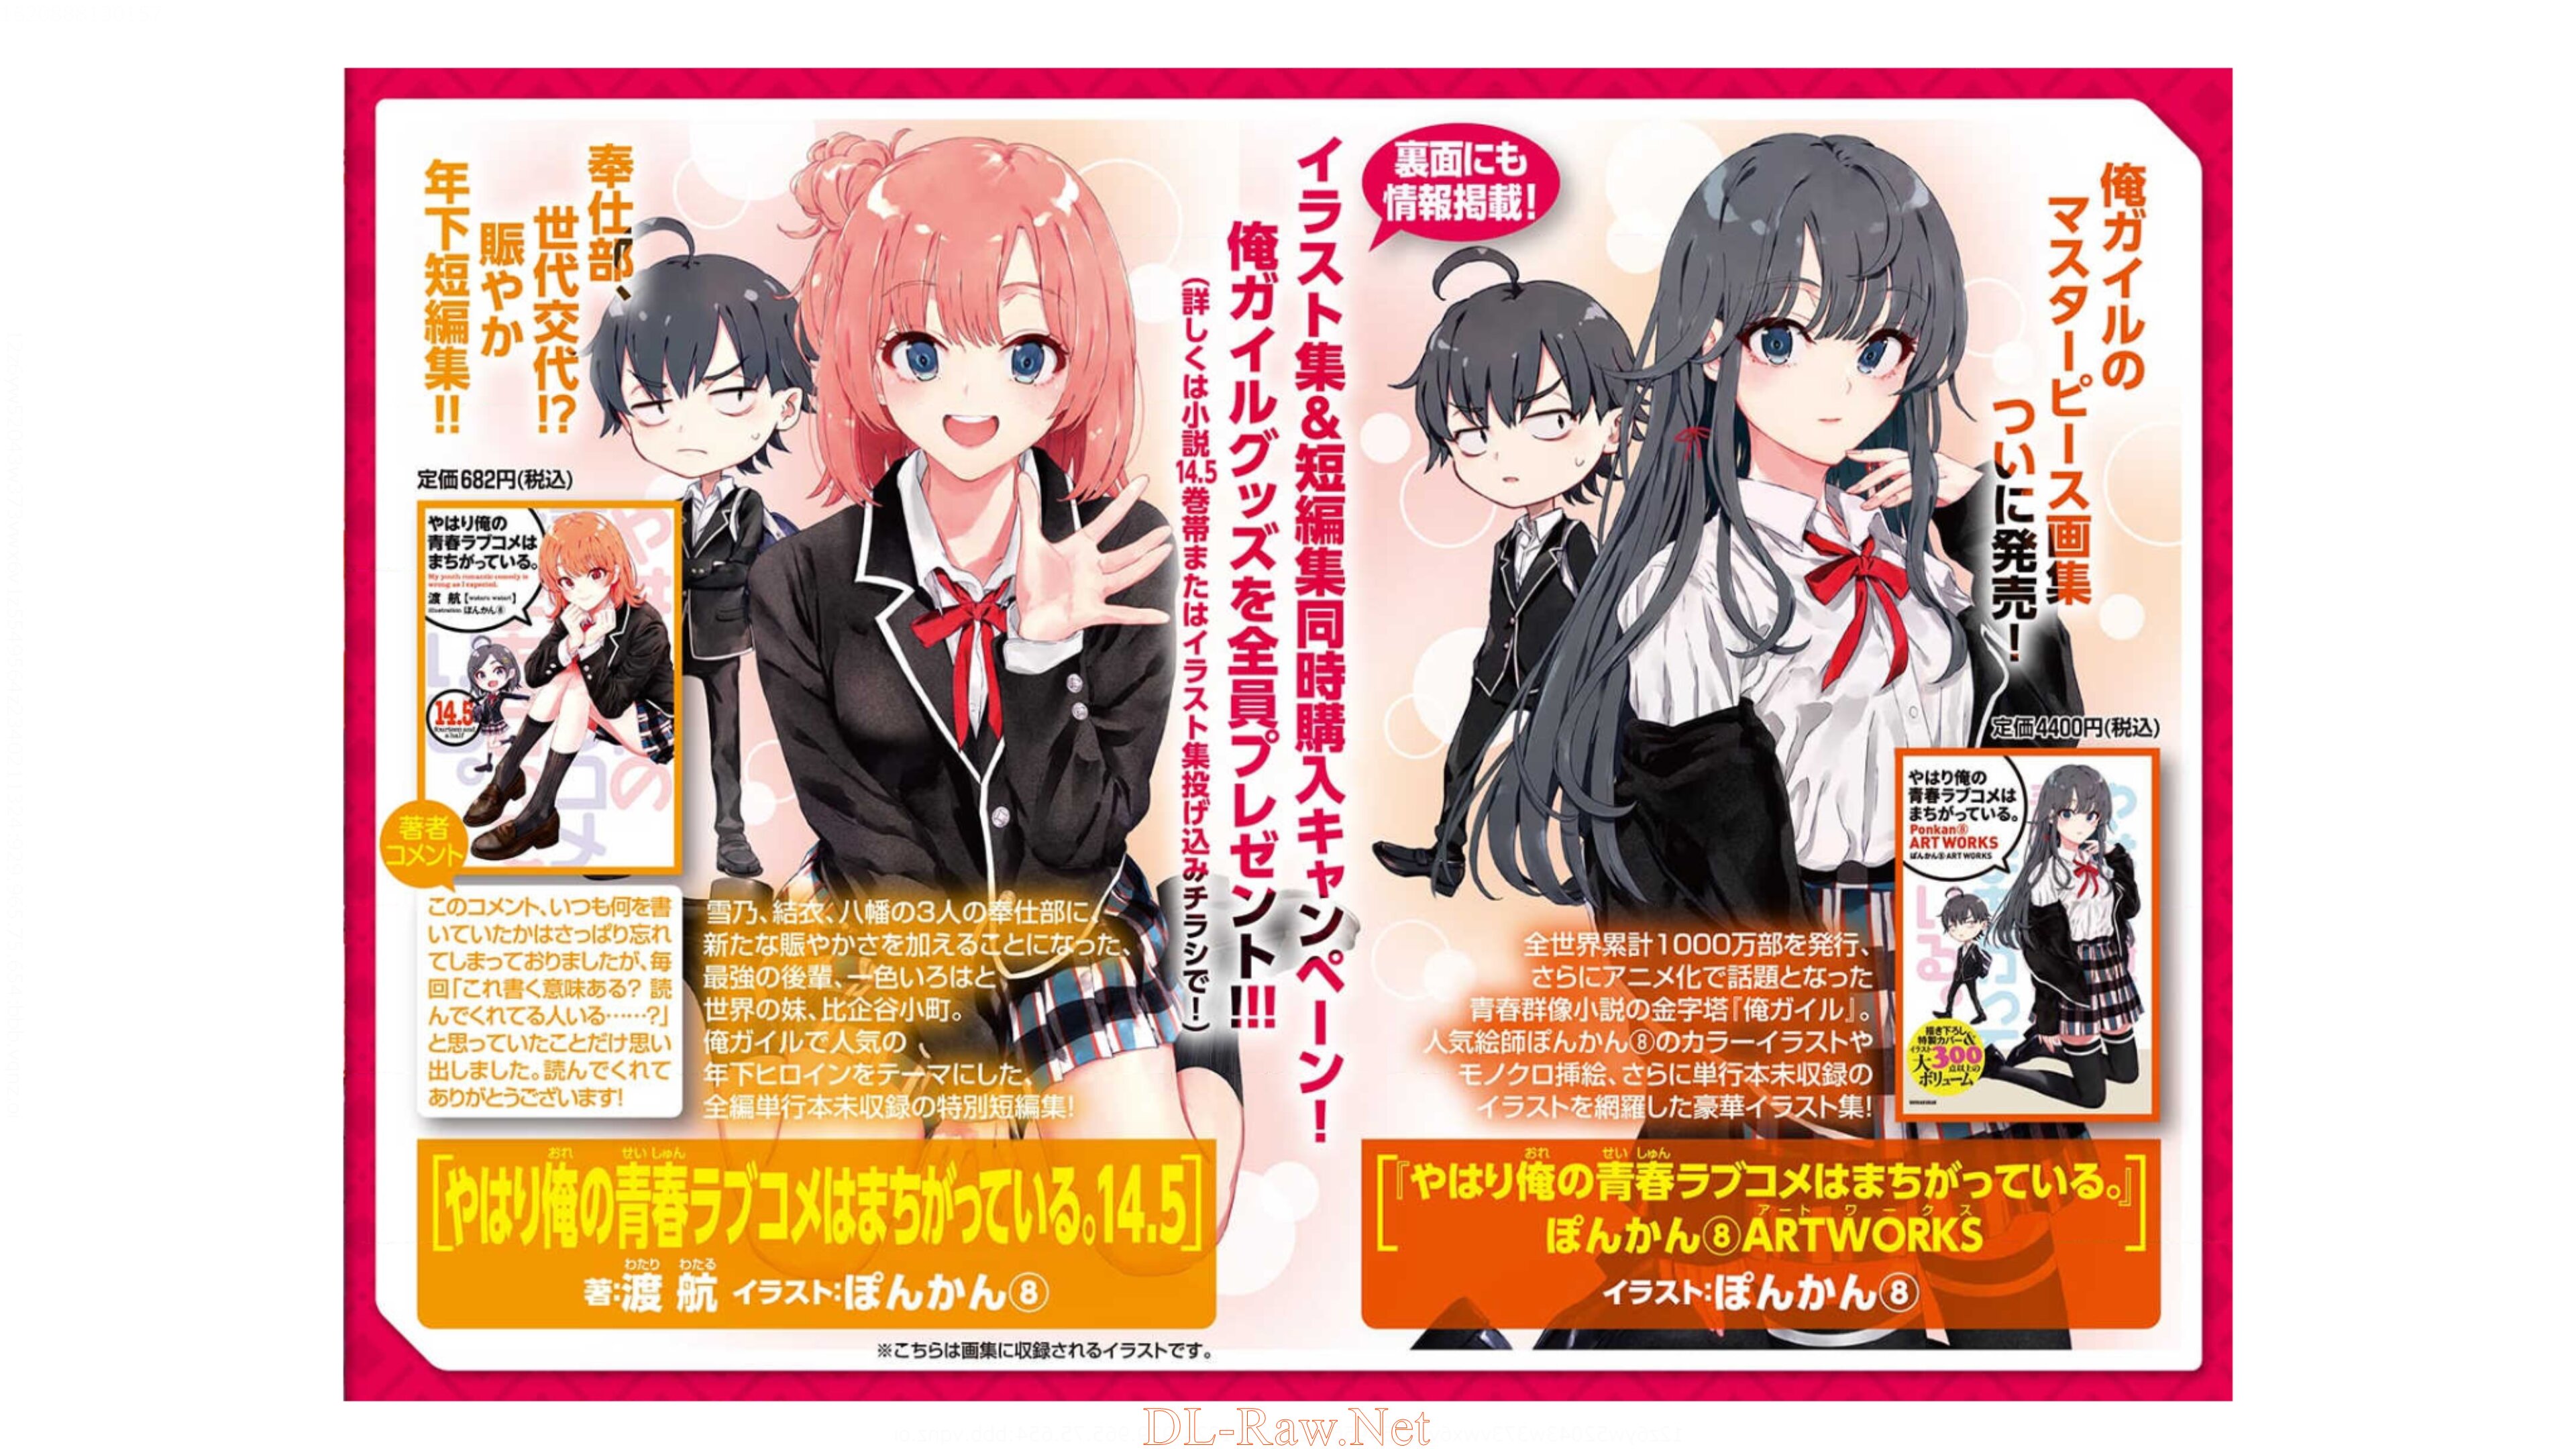 俺ガイルの
マスターピース画集
ついに発売!
裏面にも
情報掲載!
イラスト集&短編集同時購入キャンペーン!
俺ガイルグッズを全員プレゼント!!!
(詳しくは小説14.5巻帯またはイラスト集投げ込みチラシで!)
定価4400円(税込)
やはり俺の
青春ラブコメは
まちがっている。
Ponkan⑧
ART WORKS
ぽんかん⑧ ART WORKS
描き下ろし
特製カバー&
イラスト300点以上の
大ボリューム
全世界累計1000万部を発行、
さらにアニメ化で話題となった
青春群像小説の金字塔『俺ガイル』。
人気絵師ぽんかん⑧のカラーイラストや
モノクロ挿絵、さらに単行本未収録の
イラストを網羅した豪華イラスト集!
おれ せいしゅん
[『やはり俺の青春ラブコメはまちがっている。』
アートワークス
ぽんかん⑧ARTWORKS]
イラスト:ぽんかん⑧
奉仕部、
世代交代!?
賑やか
年下短編集!!
定価682円(税込)
やはり俺の
青春ラブコメは
まちがっている。
My youth romantic comedy is
wrong as I expected.
渡 航【wataru watari】
illustration ぽんかん⑧
14.5
fourteen and
a half
著者
コメント
このコメント、いつも何を書
いていたかはさっぱり忘れ
てしまっておりましたが、毎
回「これ書く意味ある? 読
んでくれてる人いる……?」
と思っていたことだけ思い
出しました。読んでくれて
ありがとうございます!
雪乃、結衣、八幡の3人の奉仕部に、
新たな賑やかさを加えることになった、
最強の後輩、一色いろはと
世界の妹、比企谷小町。
俺ガイルで人気の
年下ヒロインをテーマにした、
全編単行本未収録の特別短編集!
おれ せいしゅん
[やはり俺の青春ラブコメはまちがっている。14.5]
わたり わたる
著:渡 航 イラスト:ぽんかん⑧
※こちらは画集に収録されるイラストです。
DL-Raw.Net